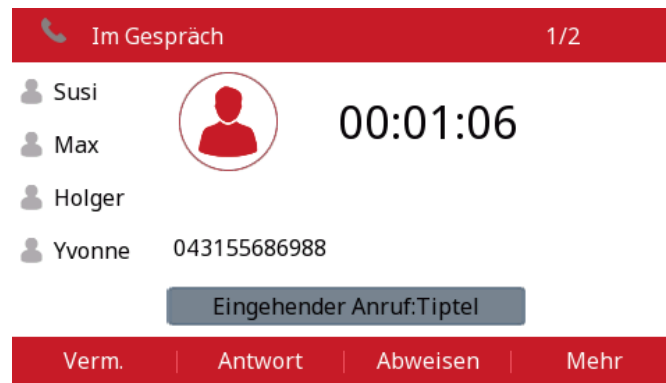 Im Gespräch 1/2
Susi
00:01:06
Max
Holger
Yvonne 043155686988
Eingehender Anruf:Tiptel
Verm. Antwort Abweisen Mehr